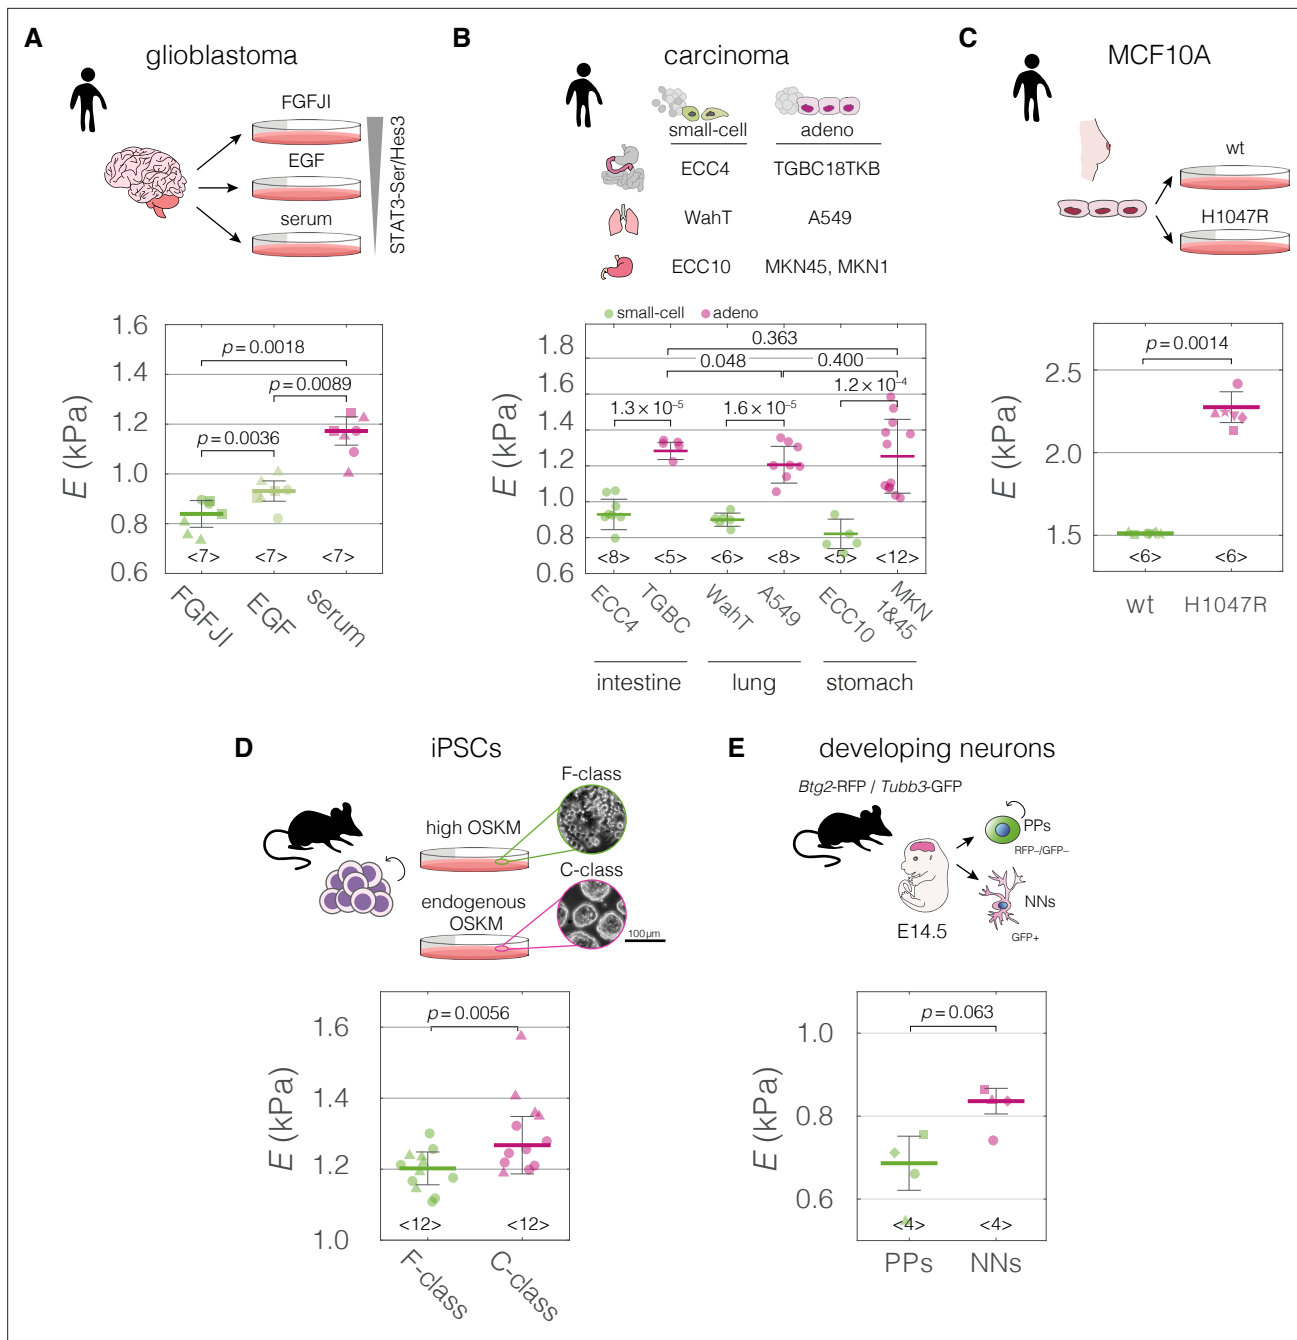 A
glioblastoma
FGFJI
EGF
serum
STAT3-Ser/Hes3
E (kPa)
1.6
1.4
1.2
1.0
0.8
0.6
p = 0.0018
p = 0.0089
p = 0.0036
<7> <7> <7>
FGFJI EGF serum
B
carcinoma
small-cell adeno
ECC4 TGBC18TKB
WahT A549
ECC10 MKN45, MKN1
small-cell adeno
E (kPa)
1.8
1.6
1.4
1.2
1.0
0.8
0.6
0.363
0.048 0.400
1.2 × 10⁻⁴
1.3 × 10⁻⁵ 1.6 × 10⁻⁵
<8> <5> <6> <8> <5> <12>
ECC4 TGBC WahT A549 ECC10 MKN
1&45
intestine lung stomach
C
MCF10A
wt
H1047R
E (kPa)
2.5
2.0
1.5
p = 0.0014
<6> <6>
wt H1047R
D
iPSCs
F-class
high OSKM
C-class
endogenous
OSKM
100 µm
E (kPa)
1.6
1.4
1.2
1.0
p = 0.0056
<12> <12>
F-class C-class
E
developing neurons
Btg2-RFP / Tubb3-GFP
PPs
RFP–/GFP–
NNs
GFP+
E14.5
E (kPa)
1.0
0.8
0.6
p = 0.063
<4> <4>
PPs NNs